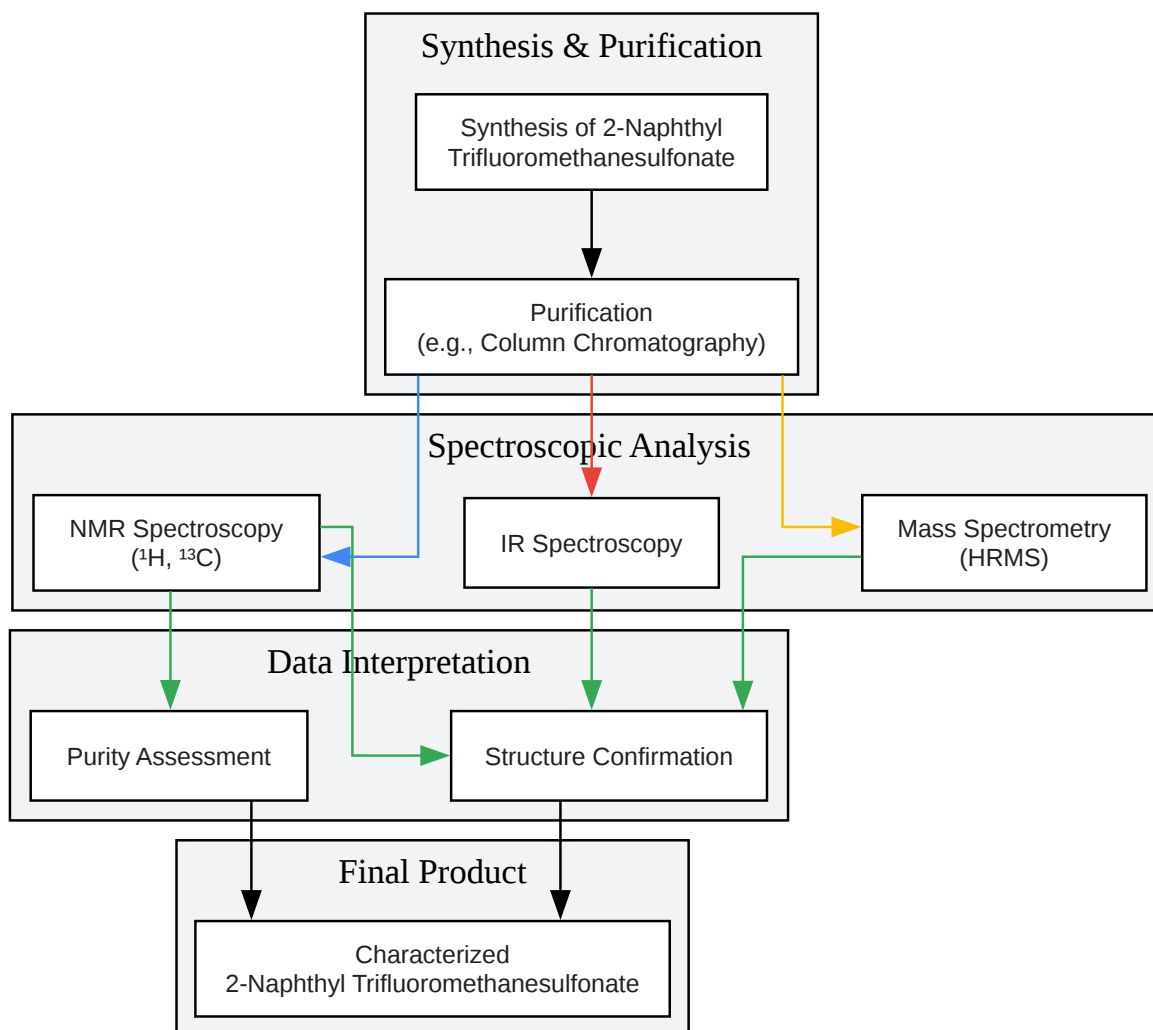 Synthesis & Purification
Synthesis of 2-Naphthyl
Trifluoromethanesulfonate
Purification
(e.g., Column Chromatography)
Spectroscopic Analysis
NMR Spectroscopy
(¹H, ¹³C)
IR Spectroscopy
Mass Spectrometry
(HRMS)
Data Interpretation
Purity Assessment
Structure Confirmation
Final Product
Characterized
2-Naphthyl Trifluoromethanesulfonate